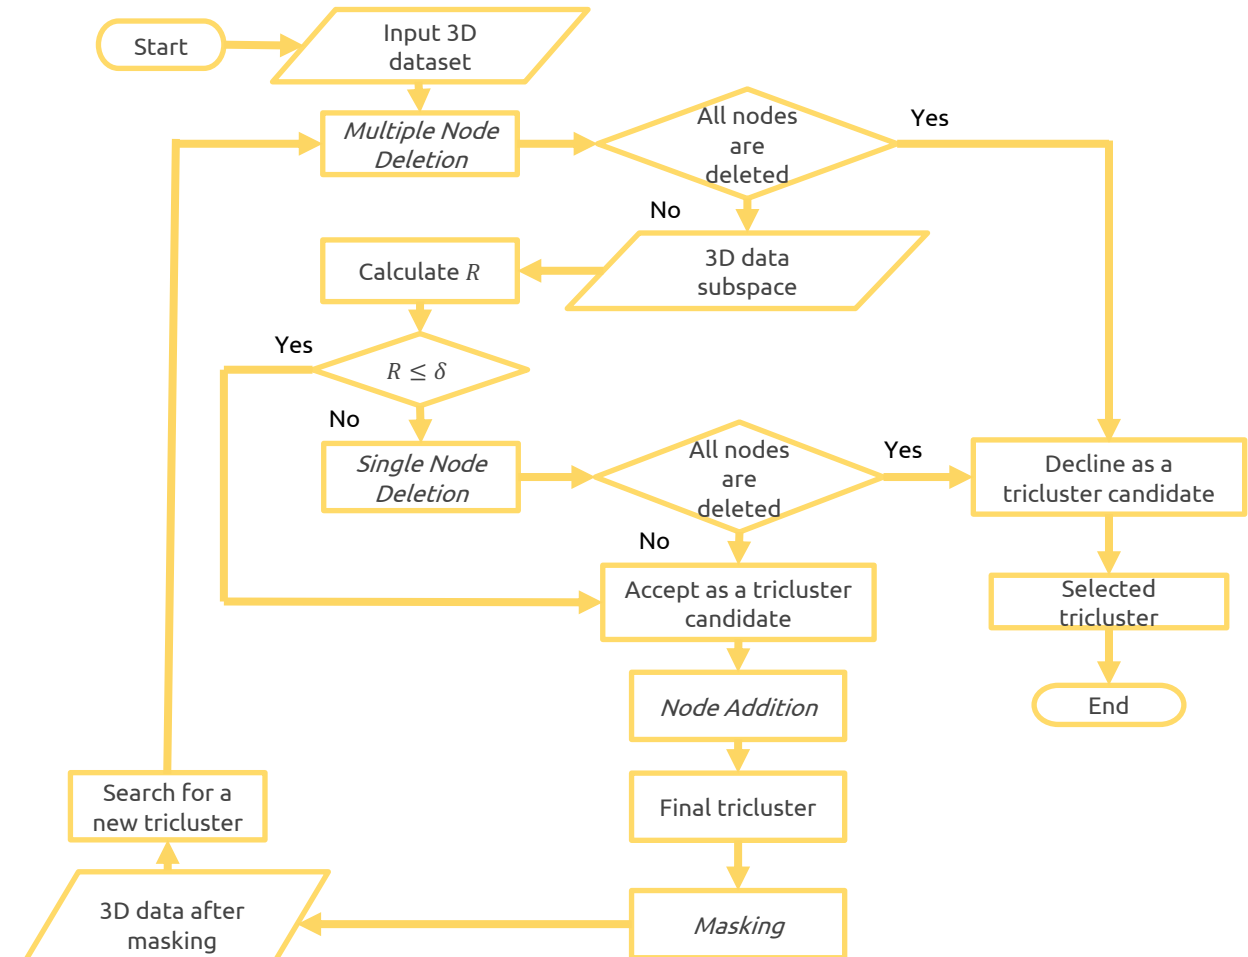 Start
Input 3D
dataset
Multiple Node
Deletion
All nodes
are
deleted
Yes
No
3D data
subspace
Calculate R
Yes
R ≤ δ
No
Single Node
Deletion
All nodes
are
deleted
Yes
Decline as a
tricluster candidate
No
Accept as a tricluster
candidate
Selected
tricluster
Node Addition
End
Final tricluster
Search for a
new tricluster
3D data after
masking
Masking